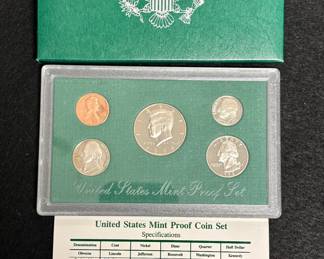 United States Mint Proof Set
United States Mint Proof Coin Set
Specifications
Denomination Cent Nickel Dime Quarter Half Dollar
Obverse Lincoln Jefferson Roosevelt Washington Kennedy